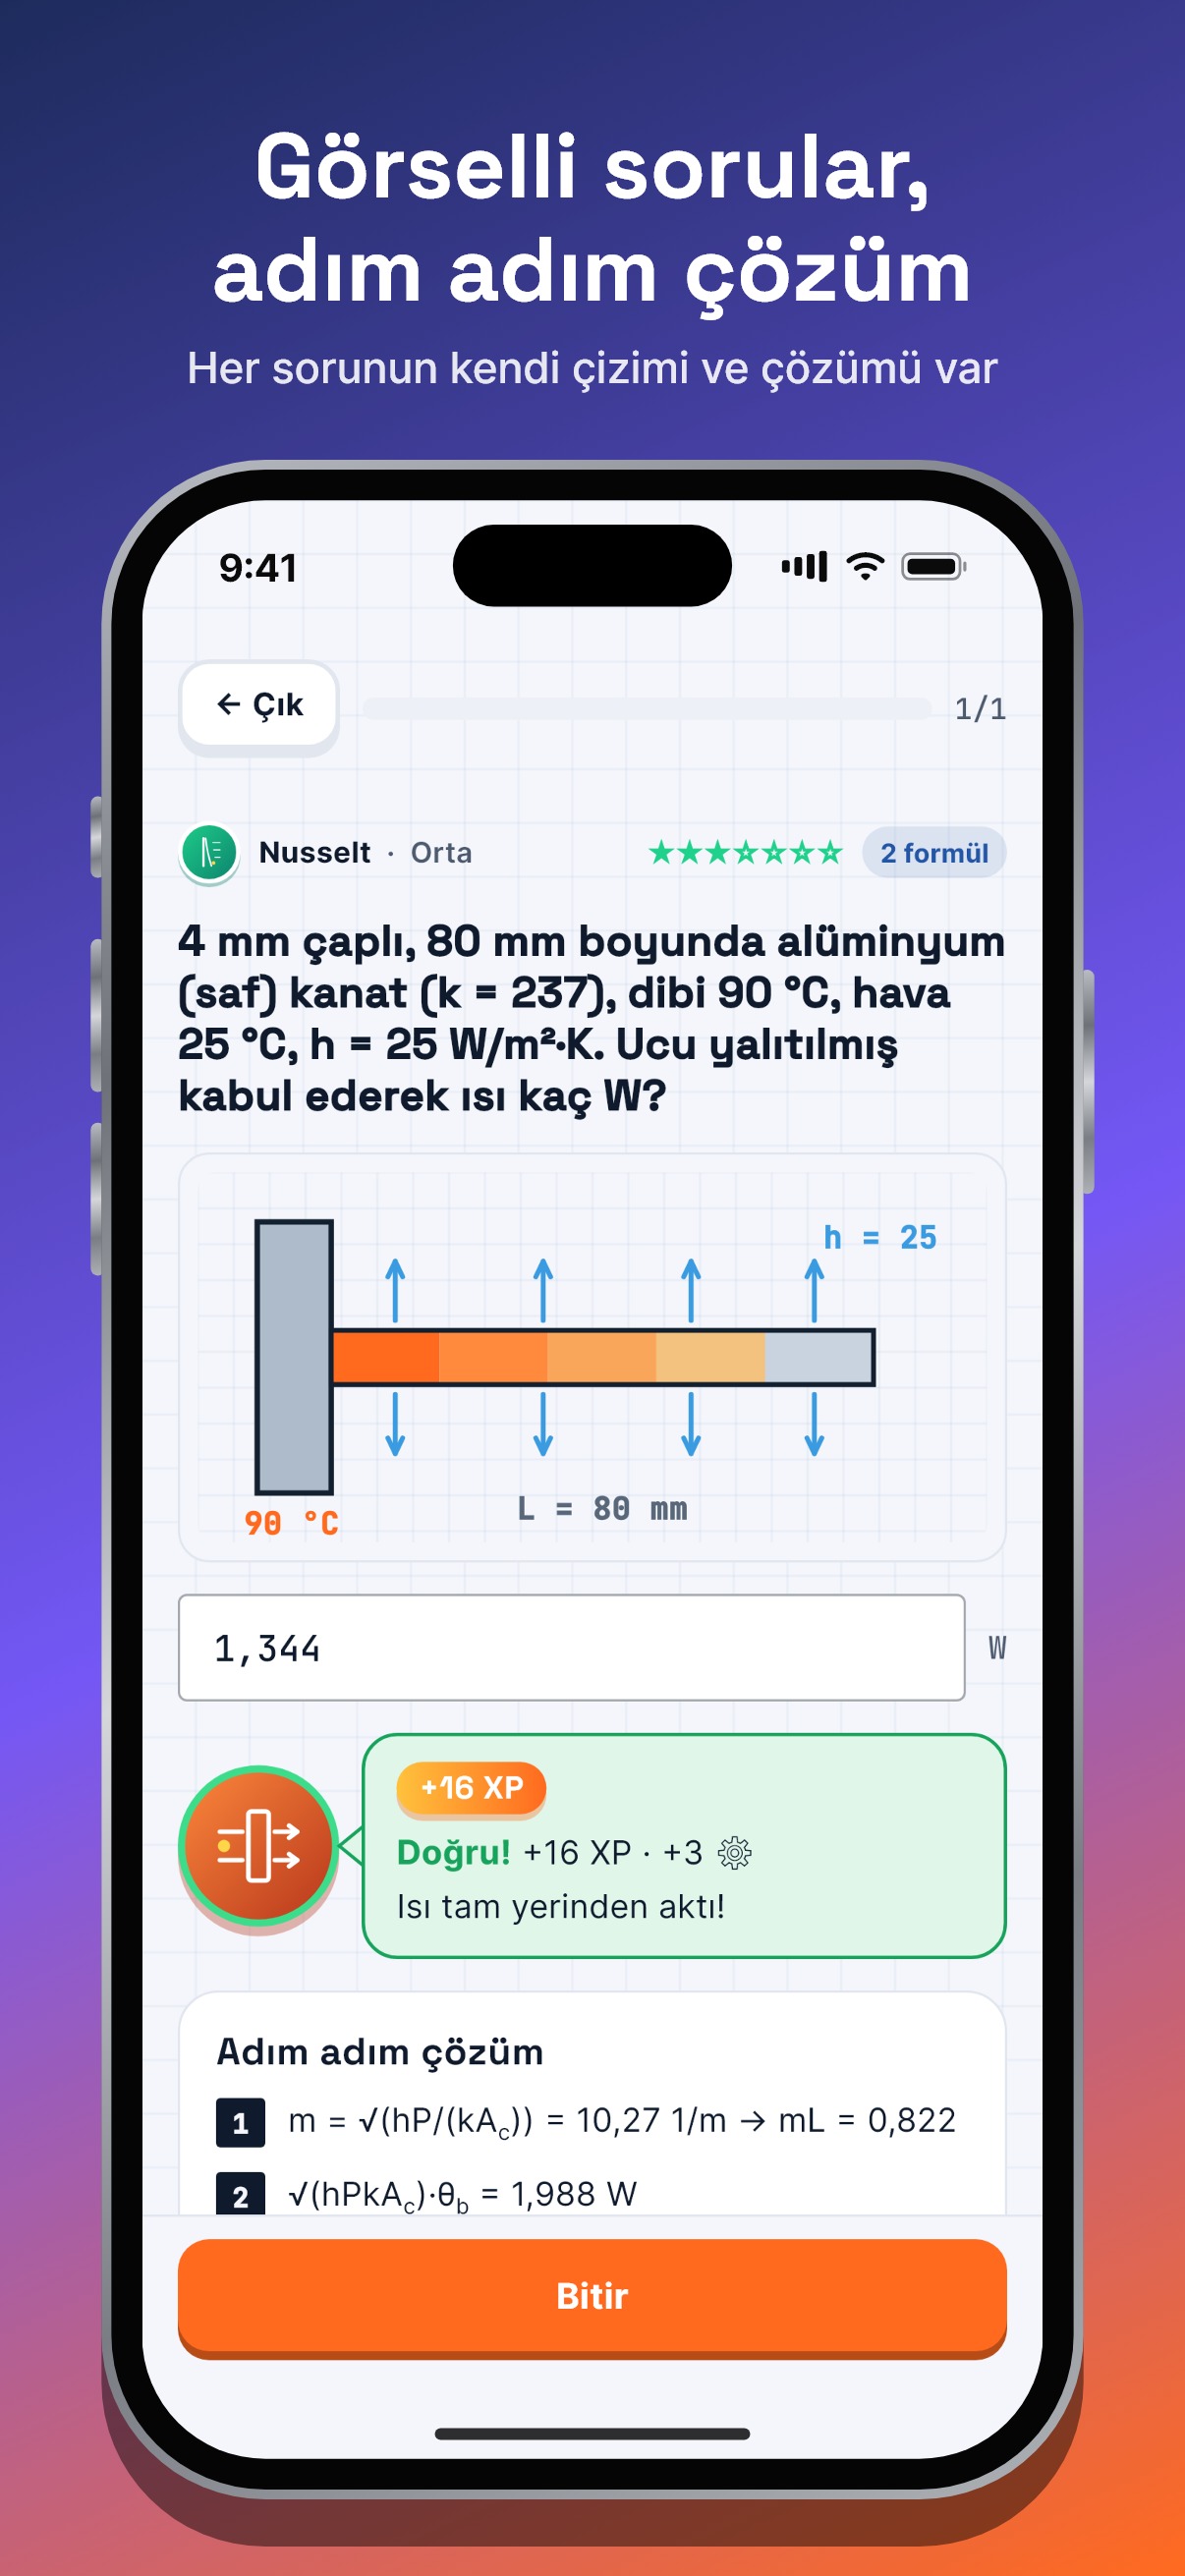 Görselli sorular,
adım adım çözüm
Her sorunun kendi çizimi ve çözümü var
9:41
← Çık
1/1
Nusselt · Orta
★★★☆☆☆☆
2 formül
4 mm çaplı, 80 mm boyunda alüminyum
(saf) kanat (k = 237), dibi 90 °C, hava
25 °C, h = 25 W/m²·K. Ucu yalıtılmış
kabul ederek ısı kaç W?
h = 25
90 °C
L = 80 mm
1,344
W
+16 XP
Doğru! +16 XP · +3 ⚙
Isı tam yerinden aktı!
Adım adım çözüm
1 m = √(hP/(kA_c)) = 10,27 1/m → mL = 0,822
2 √(hPkA_c)·θ_b = 1,988 W
Bitir